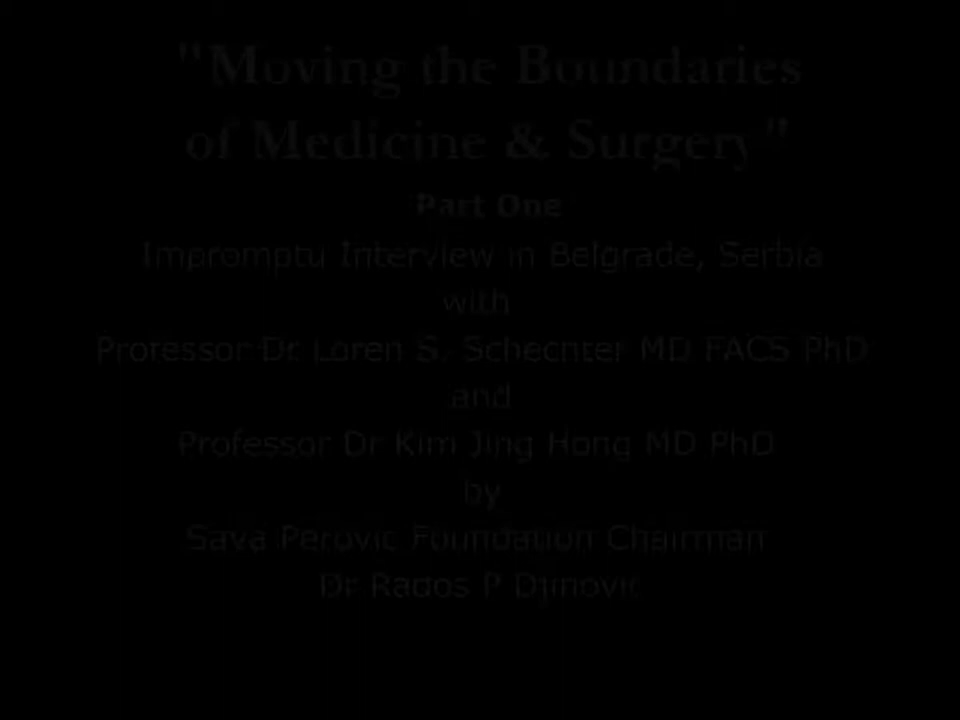 "Moving the Boundaries
of Medicine & Surgery"
Part One
Impromptu Interview in Belgrade, Serbia
with
Professor Dr Loren S. Schechter MD FACS PhD
and
Professor Dr Kim Jing Hong MD PhD
by
Sava Perovic Foundation Chairman
Dr Rados P Djinovic